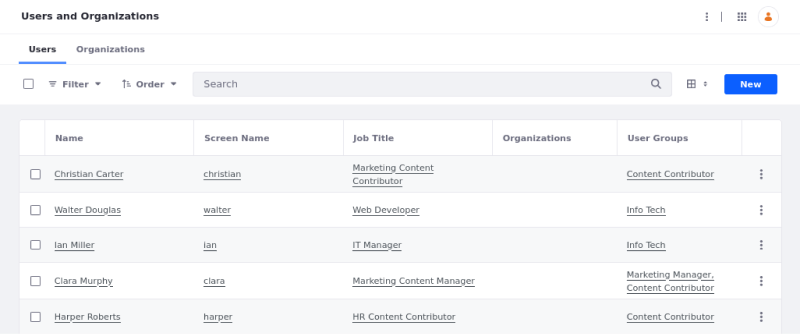 Users and Organizations
Users Organizations
Filter Order Search New
Name Screen Name Job Title Organizations User Groups
Christian Carter christian Marketing Content Contributor Content Contributor
Walter Douglas walter Web Developer Info Tech
Ian Miller ian IT Manager Info Tech
Clara Murphy clara Marketing Content Manager Marketing Manager, Content Contributor
Harper Roberts harper HR Content Contributor Content Contributor